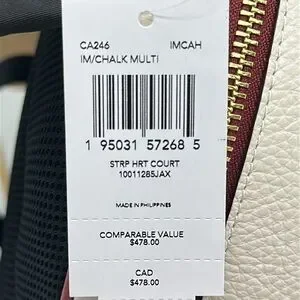 CA246 IMCAH
IM/CHALK MULTI
1 95031 57268 5
STRP HRT COURT
10011285JAX
MADE IN PHILIPPINES
COMPARABLE VALUE
$478.00
CAD
$478.00